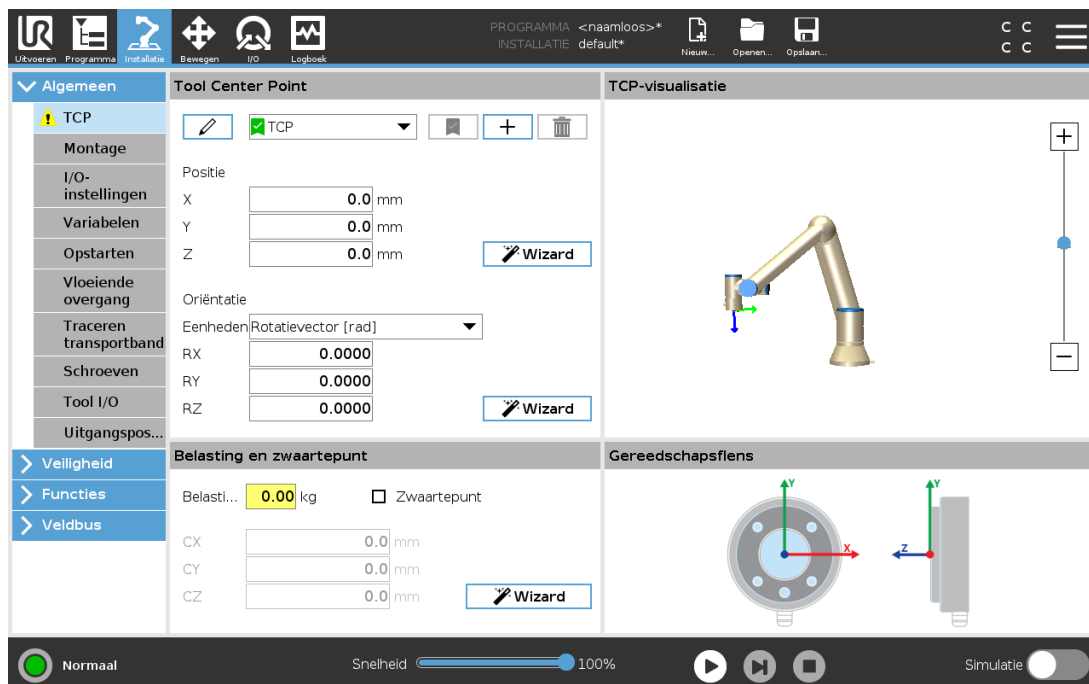 PROGRAMMA <naamloos>*
INSTALLATIE default*
UR
Uitvoeren Programma Installatie Bewegen I/O Logboek
Nieuw... Openen... Opslaan...
C C
C C
Algemeen
TCP
Montage
I/O-
instellingen
Variabelen
Opstarten
Vloeiende
overgang
Traceren
transportband
Schroeven
Tool I/O
Uitgangspos...
Veiligheid
Functies
Veldbus
Tool Center Point
TCP
Positie
X 0.0 mm
Y 0.0 mm
Z 0.0 mm
Wizard
Oriëntatie
Eenheden Rotatievector [rad]
RX 0.0000
RY 0.0000
RZ 0.0000
Wizard
TCP-visualisatie
Belasting en zwaartepunt
Belasti... 0.00 kg Zwaartepunt
CX 0.0 mm
CY 0.0 mm
CZ 0.0 mm
Wizard
Gereedschapsflens
Y
X
Y
Z
Normaal
Snelheid 100%
Simulatie